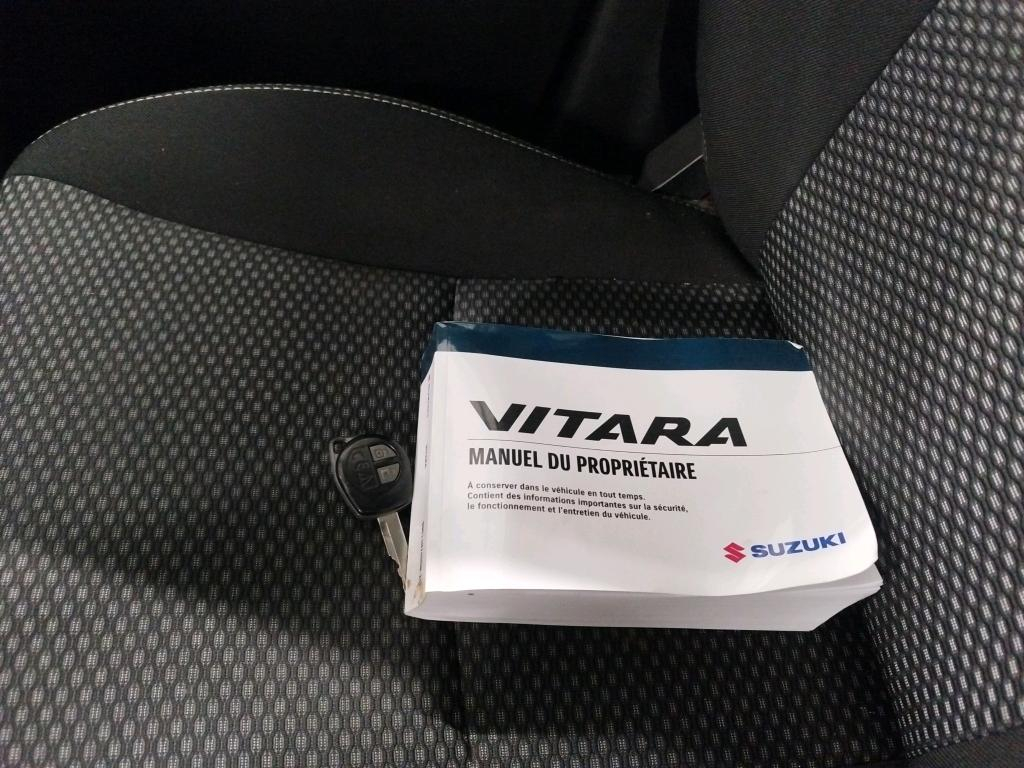 VITARA
MANUEL DU PROPRIÉTAIRE
À conserver dans le véhicule en tout temps.
Contient des informations importantes sur la sécurité,
le fonctionnement et l'entretien du véhicule.
SUZUKI